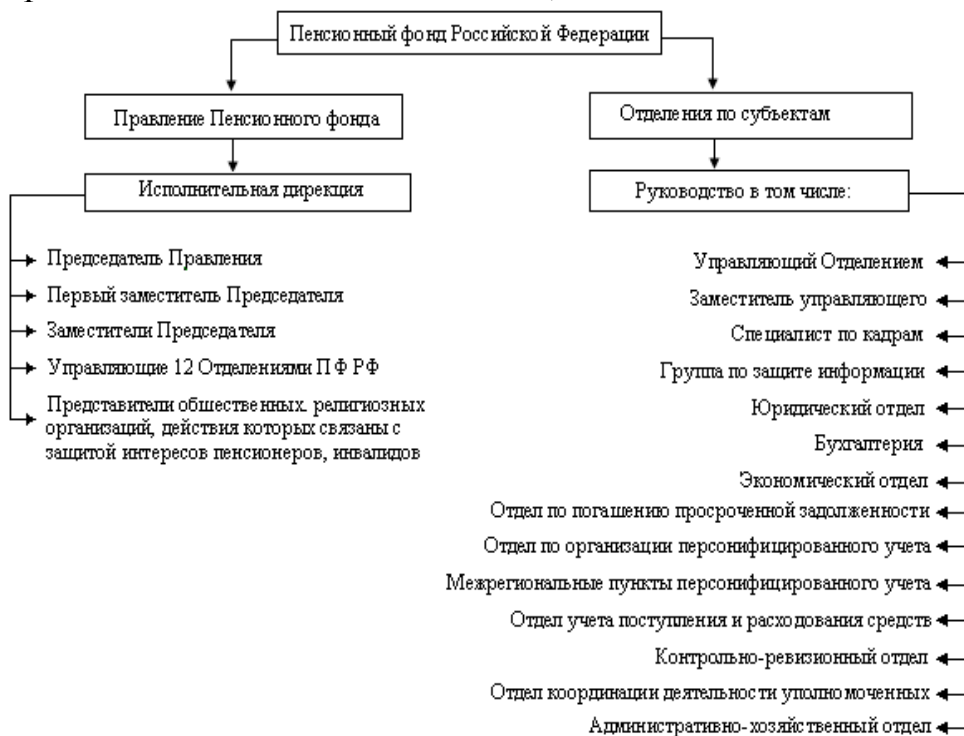 Пенсионный фонд Российской Федерации
Правление Пенсионного фонда
Исполнительная дирекция
Председатель Правления
Первый заместитель Председателя
Заместители Председателя
Управляющие 12 Отделениями ПФ РФ
Представители общественных. религиозных
организаций, действия которых связаны с
защитой интересов пенсионеров, инвалидов
Отделения по субъектам
Руководство в том числе:
Управляющий Отделением
Заместитель управляющего
Специалист по кадрам
Группа по защите информации
Юридический отдел
Бухгалтерия
Экономический отдел
Отдел по погашению просроченной задолженности
Отдел по организации персонифицированного учета
Межрегиональные пункты персонифицированного учета
Отдел учета поступления и расходования средств
Контрольно-ревизионный отдел
Отдел координации деятельности уполномоченных
Административно-хозяйственный отдел